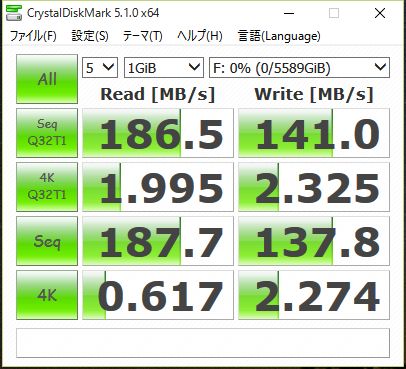 CrystalDiskMark 5.1.0 x64
ファイル(F) 設定(S) テーマ(T) ヘルプ(H) 言語(Language)
All 5 1GiB F: 0% (0/5589GiB)
Read [MB/s] Write [MB/s]
Seq
Q32T1 186.5 141.0
4K
Q32T1 1.995 2.325
Seq 187.7 137.8
4K 0.617 2.274